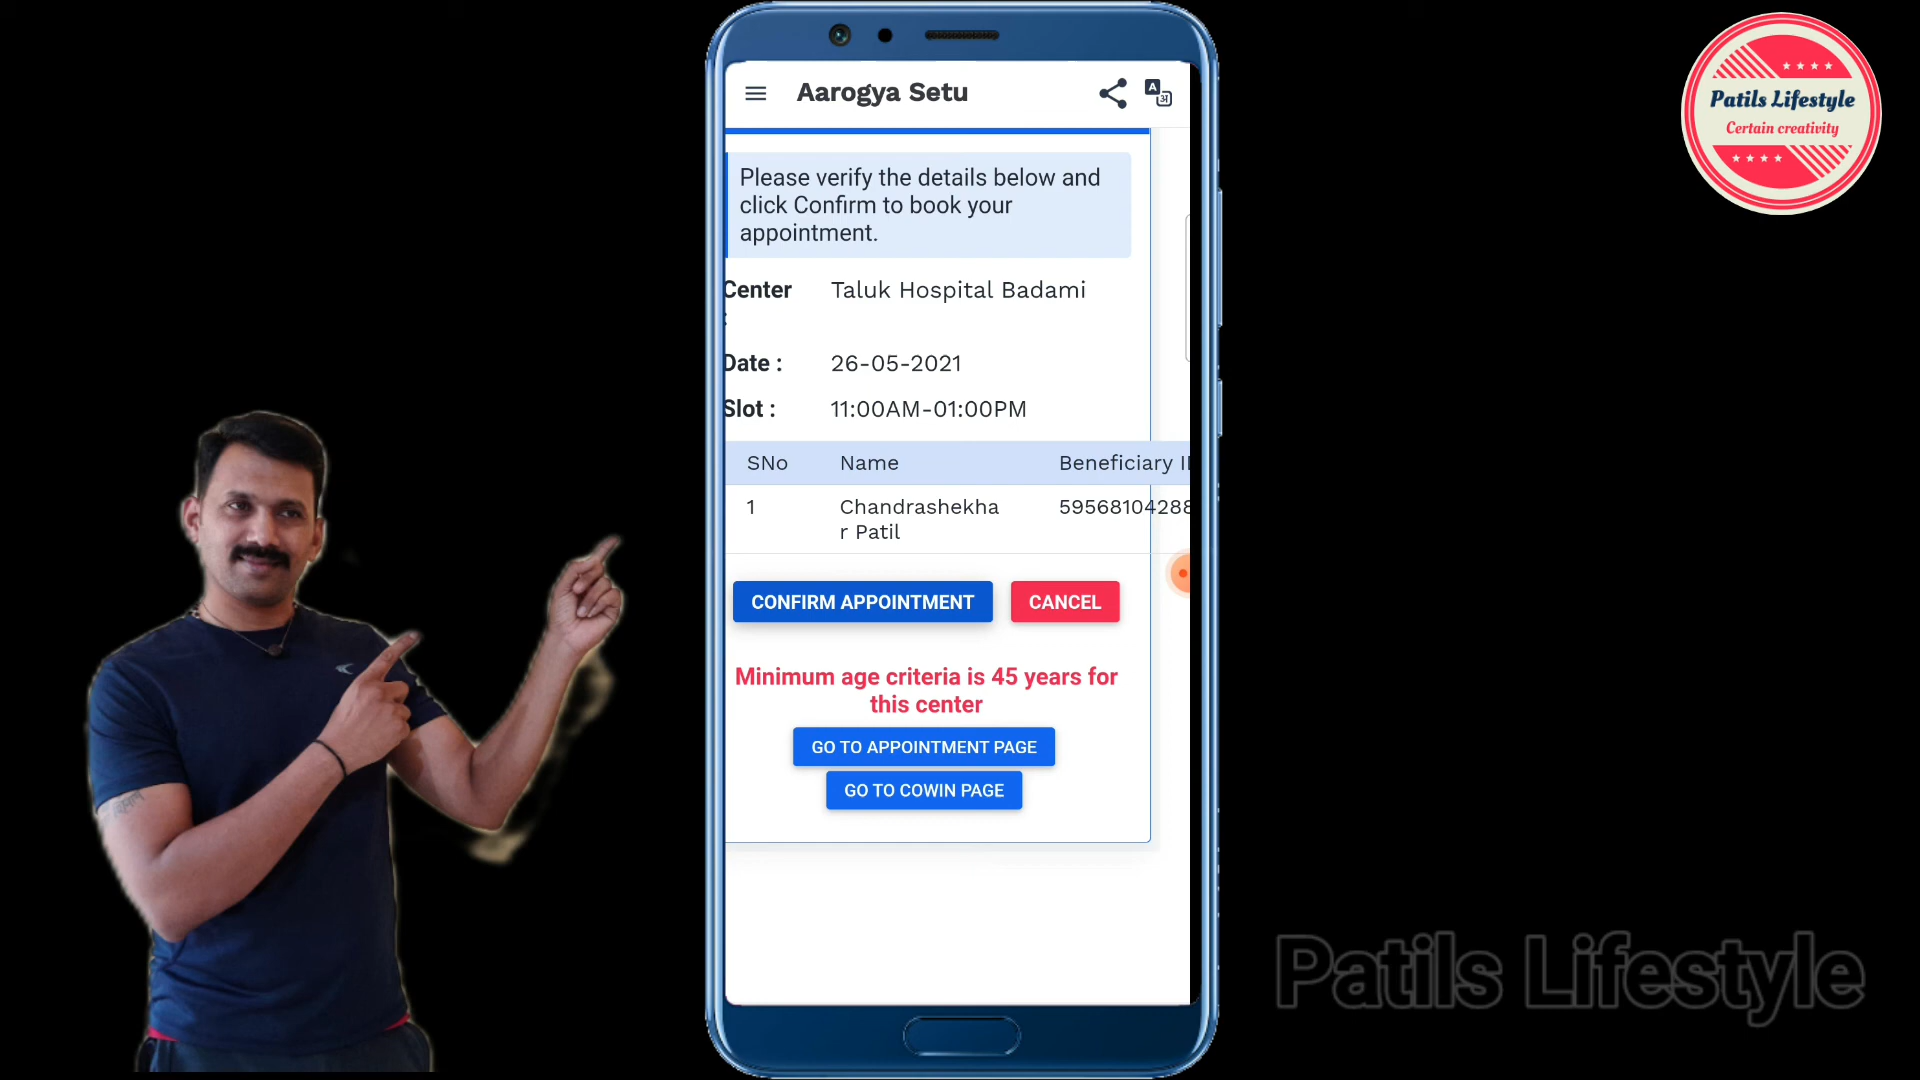 Aarogya Setu
A
अ
Please verify the details below and
click Confirm to book your
appointment.
Center
:
Taluk Hospital Badami
Date :
26-05-2021
Slot :
11:00AM-01:00PM
SNo
Name
Beneficiary I
1
Chandrashekha
r Patil
59568104288
CONFIRM APPOINTMENT
CANCEL
Minimum age criteria is 45 years for
this center
GO TO APPOINTMENT PAGE
GO TO COWIN PAGE
Patils Lifestyle
Certain creativity
Patils Lifestyle